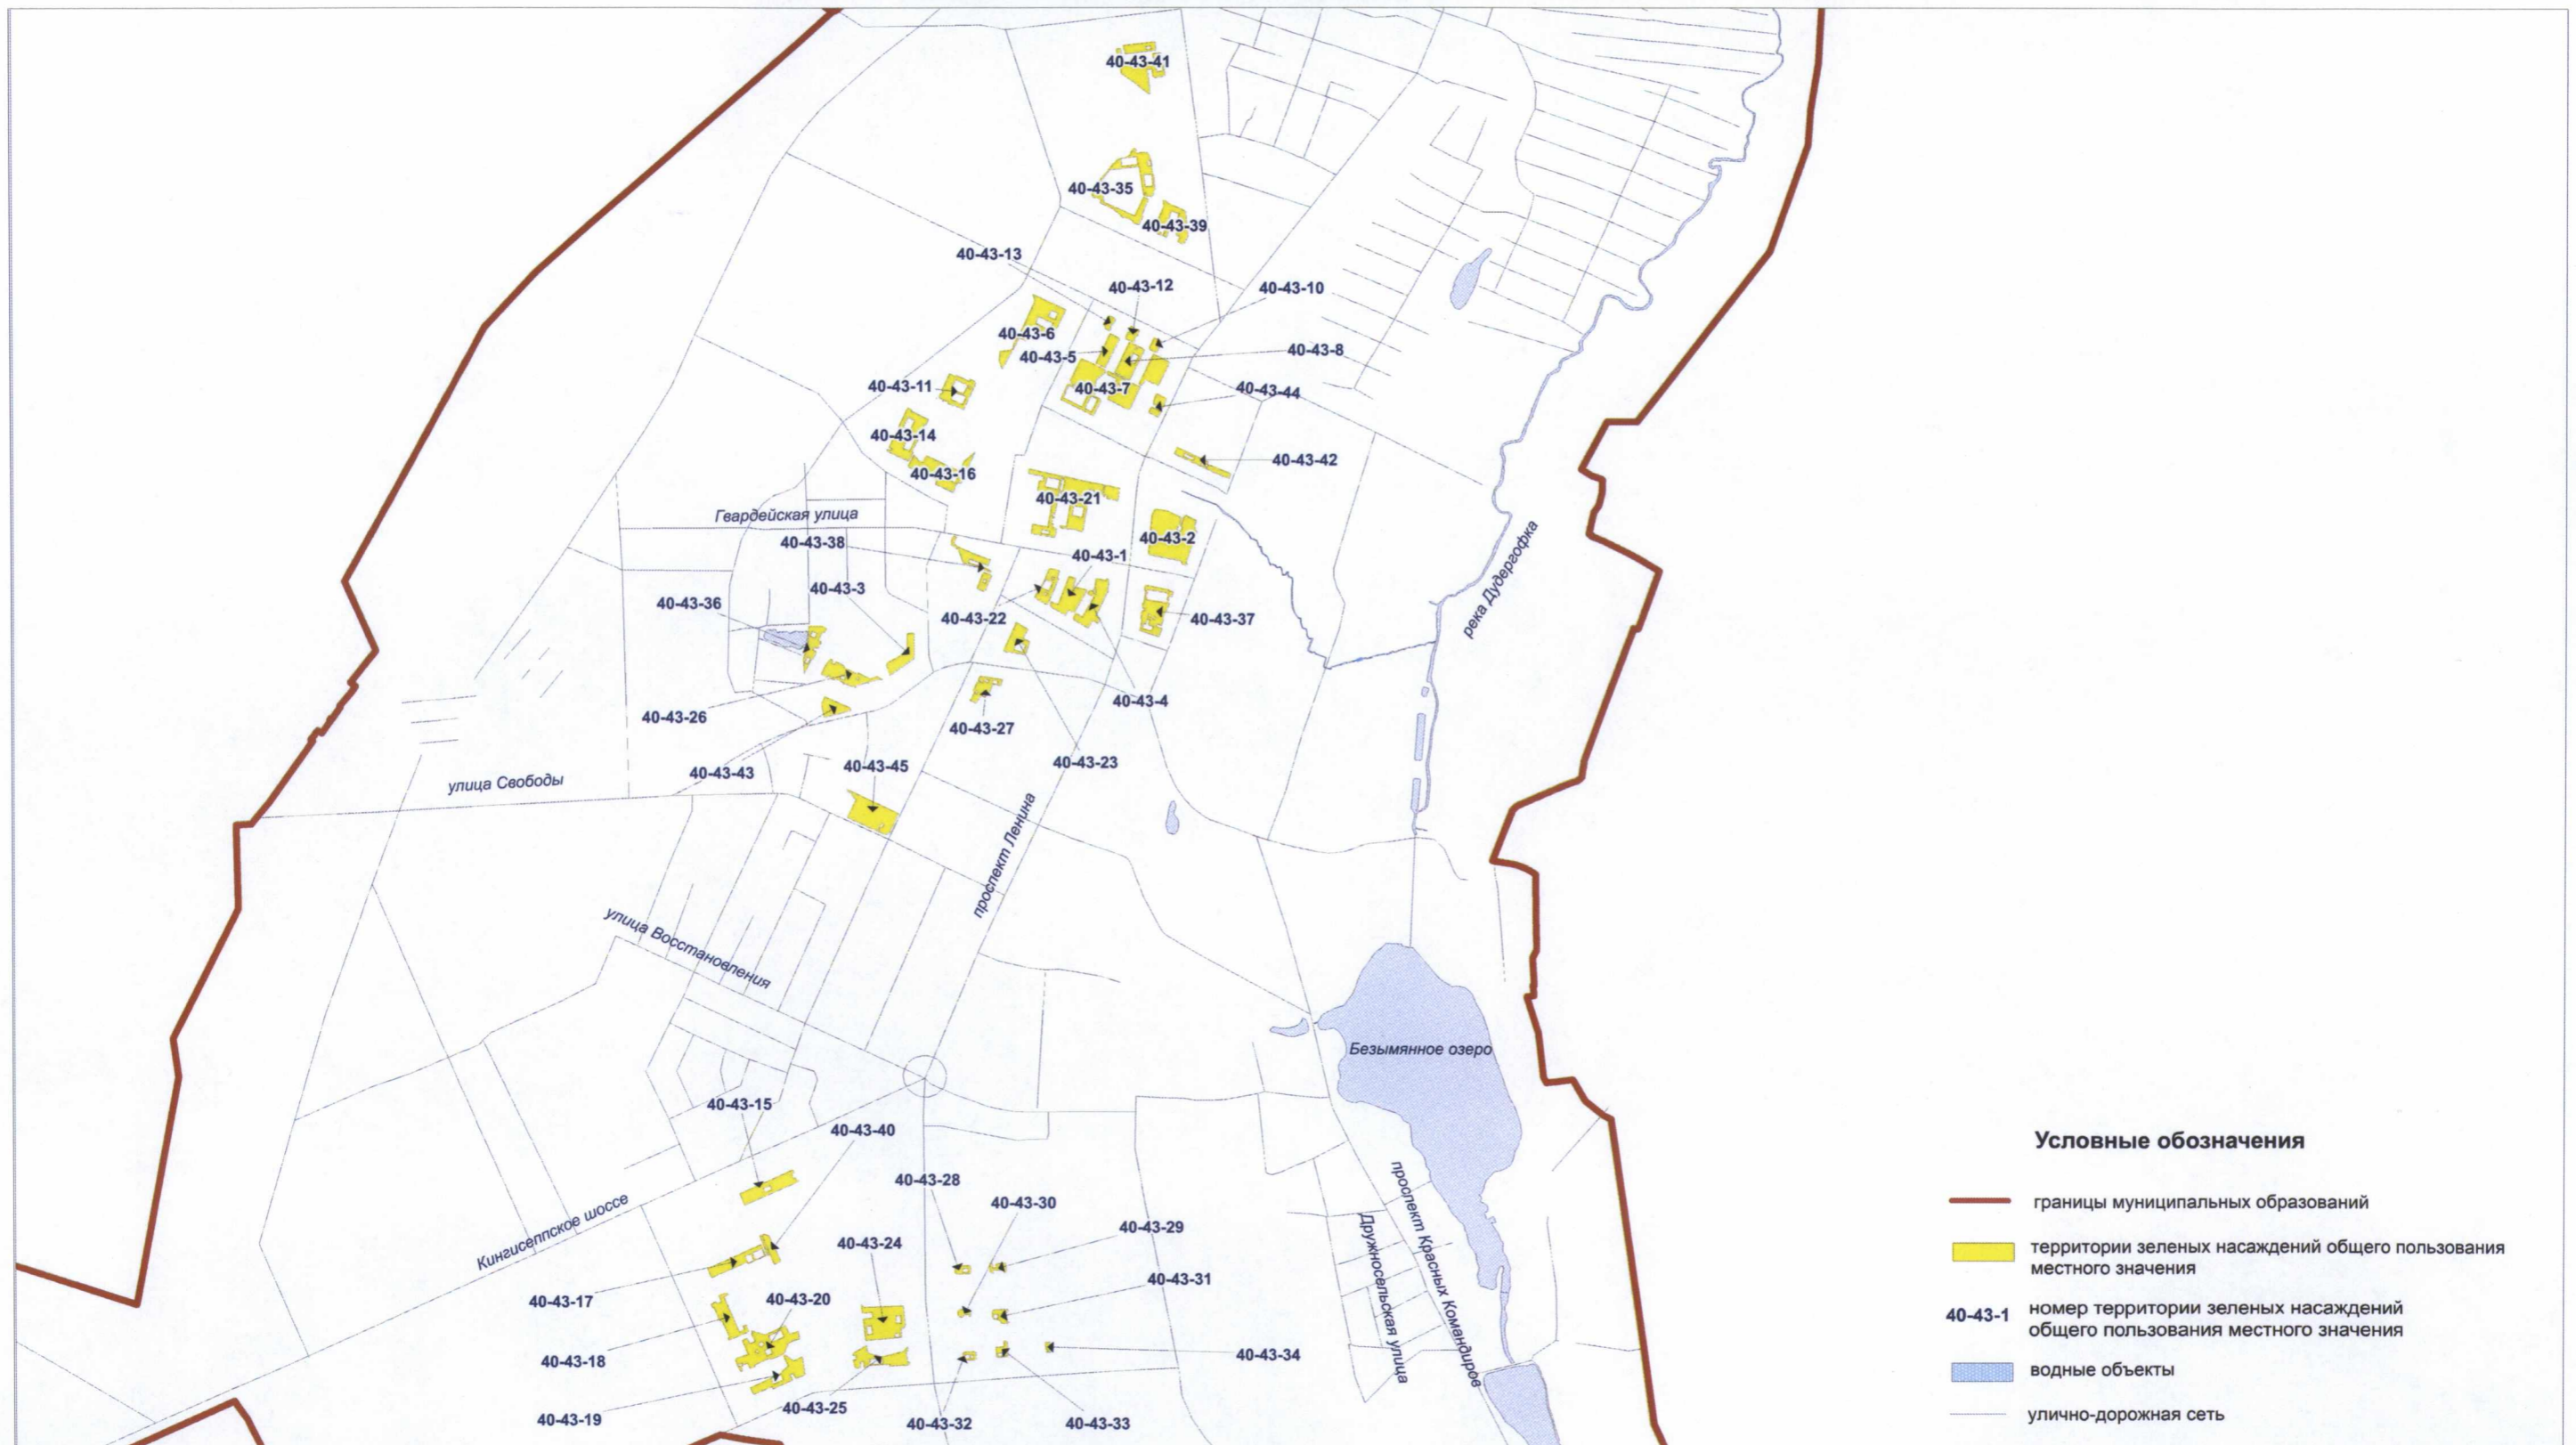 40-43-41
40-43-35
40-43-39
40-43-13
40-43-12
40-43-10
40-43-6
40-43-5
40-43-8
40-43-11
40-43-7
40-43-44
40-43-14
40-43-16
40-43-42
40-43-21
Гвардейская улица
40-43-38
40-43-2
40-43-1
40-43-3
40-43-36
40-43-22
40-43-37
река Дудергофка
40-43-4
40-43-26
40-43-27
40-43-23
40-43-43
40-43-45
улица Свободы
проспект Ленина
улица Восстановления
Безымянное озеро
40-43-15
40-43-40
40-43-28
40-43-30
40-43-29
Кингисеппское шоссе
40-43-24
40-43-31
40-43-17
40-43-20
40-43-18
40-43-34
40-43-19
40-43-25
40-43-32
40-43-33
Дружносельская улица
проспект Красных Командиров
Условные обозначения
границы муниципальных образований
территории зеленых насаждений общего пользования
местного значения
40-43-1
номер территории зеленых насаждений
общего пользования местного значения
водные объекты
улично-дорожная сеть